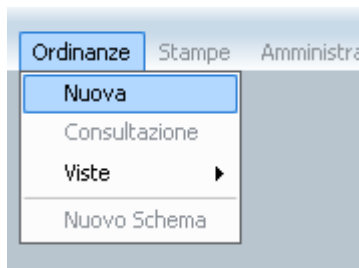 Ordinanze Stampe Amministra
Nuova
Consultazione
Viste
Nuovo Schema